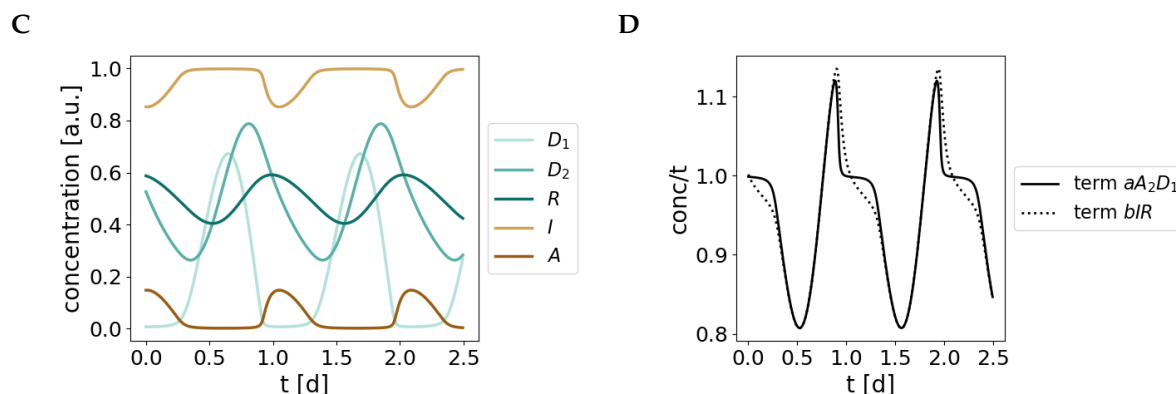 C
concentration [a.u.]
1.0
0.8
0.6
0.4
0.2
0.0
0.0 0.5 1.0 1.5 2.0 2.5
t [d]
D₁
D₂
R
I
A
D
conc/t
1.1
1.0
0.9
0.8
0.0 0.5 1.0 1.5 2.0 2.5
t [d]
term aA₂D₁
term bIR